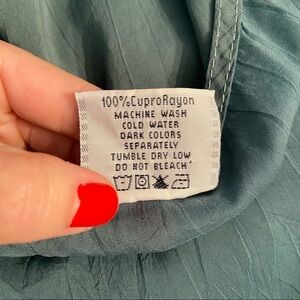 100%CuproRayon
MACHINE WASH
COLD WATER
DARK COLORS
SEPARATELY
TUMBLE DRY LOW
DO NOT BLEACH